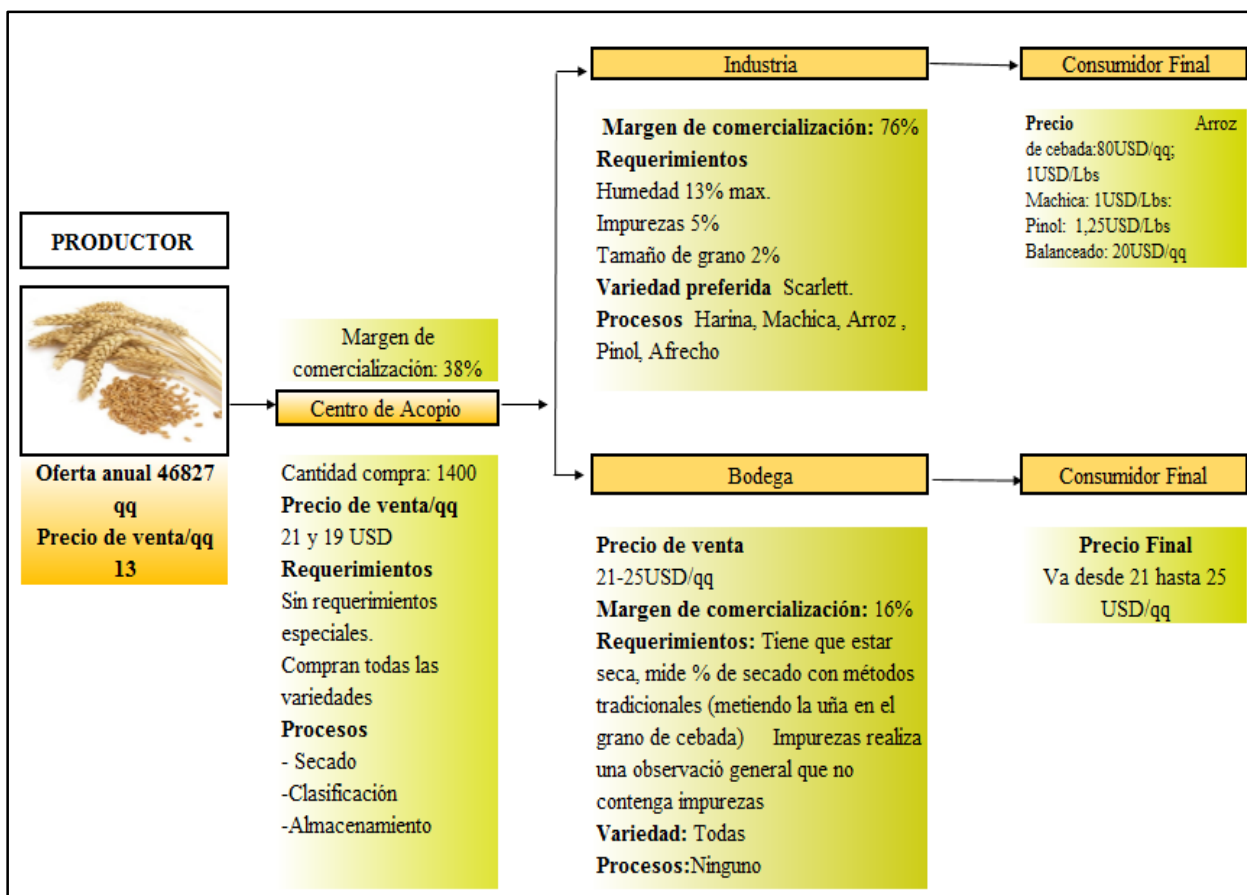 PRODUCTOR
Oferta anual 46827
qq
Precio de venta/qq
13
Margen de
comercialización: 38%
Centro de Acopio
Cantidad compra: 1400
Precio de venta/qq
21 y 19 USD
Requerimientos
Sin requerimientos
especiales.
Compran todas las
variedades
Procesos
- Secado
-Clasificación
-Almacenamiento
Industria
Margen de comercialización: 76%
Requerimientos
Humedad 13% max.
Impurezas 5%
Tamaño de grano 2%
Variedad preferida Scarlett.
Procesos Harina, Machica, Arroz ,
Pinol, Afrecho
Consumidor Final
Precio Arroz
de cebada:80USD/qq;
1USD/Lbs
Machica: 1USD/Lbs:
Pinol: 1,25USD/Lbs
Balanceado: 20USD/qq
Bodega
Precio de venta
21-25USD/qq
Margen de comercialización: 16%
Requerimientos: Tiene que estar
seca, mide % de secado con métodos
tradicionales (metiendo la uña en el
grano de cebada) Impurezas realiza
una observació general que no
contenga impurezas
Variedad: Todas
Procesos:Ninguno
Consumidor Final
Precio Final
Va desde 21 hasta 25
USD/qq